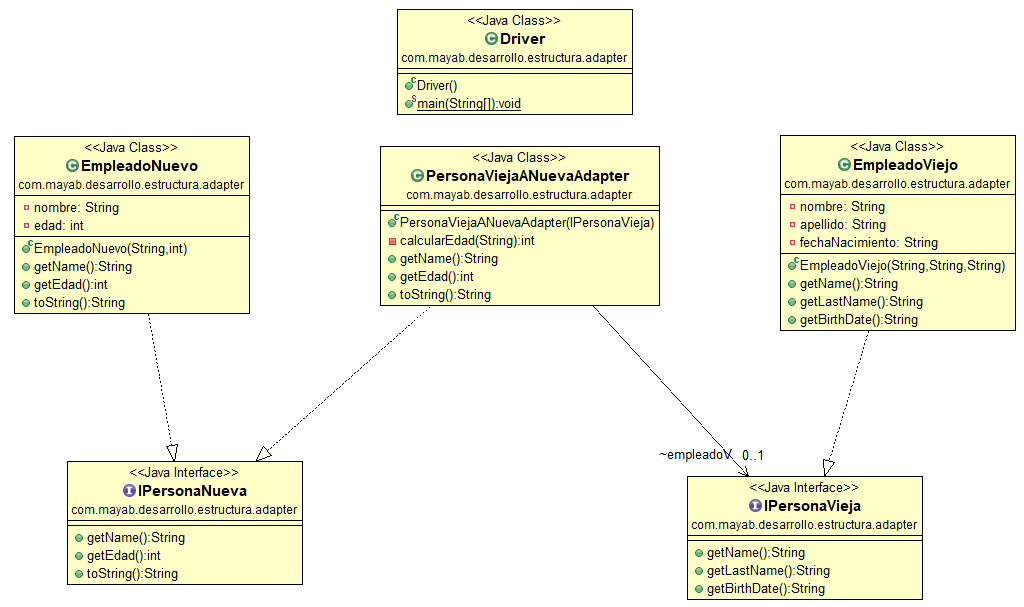 <<Java Class>>
Driver
com.mayab.desarrollo.estructura.adapter
Driver()
main(String[]):void
<<Java Class>>
EmpleadoNuevo
com.mayab.desarrollo.estructura.adapter
nombre: String
edad: int
EmpleadoNuevo(String,int)
getName():String
getEdad():int
toString():String
<<Java Class>>
PersonaViejaANuevaAdapter
com.mayab.desarrollo.estructura.adapter
PersonaViejaANuevaAdapter(IPersonaVieja)
calcularEdad(String):int
getName():String
getEdad():int
toString():String
<<Java Class>>
EmpleadoViejo
com.mayab.desarrollo.estructura.adapter
nombre: String
apellido: String
fechaNacimiento: String
EmpleadoViejo(String,String,String)
getName():String
getLastName():String
getBirthDate():String
~empleadoV 0..1
<<Java Interface>>
IPersonaNueva
com.mayab.desarrollo.estructura.adapter
getName():String
getEdad():int
toString():String
<<Java Interface>>
IPersonaVieja
com.mayab.desarrollo.estructura.adapter
getName():String
getLastName():String
getBirthDate():String